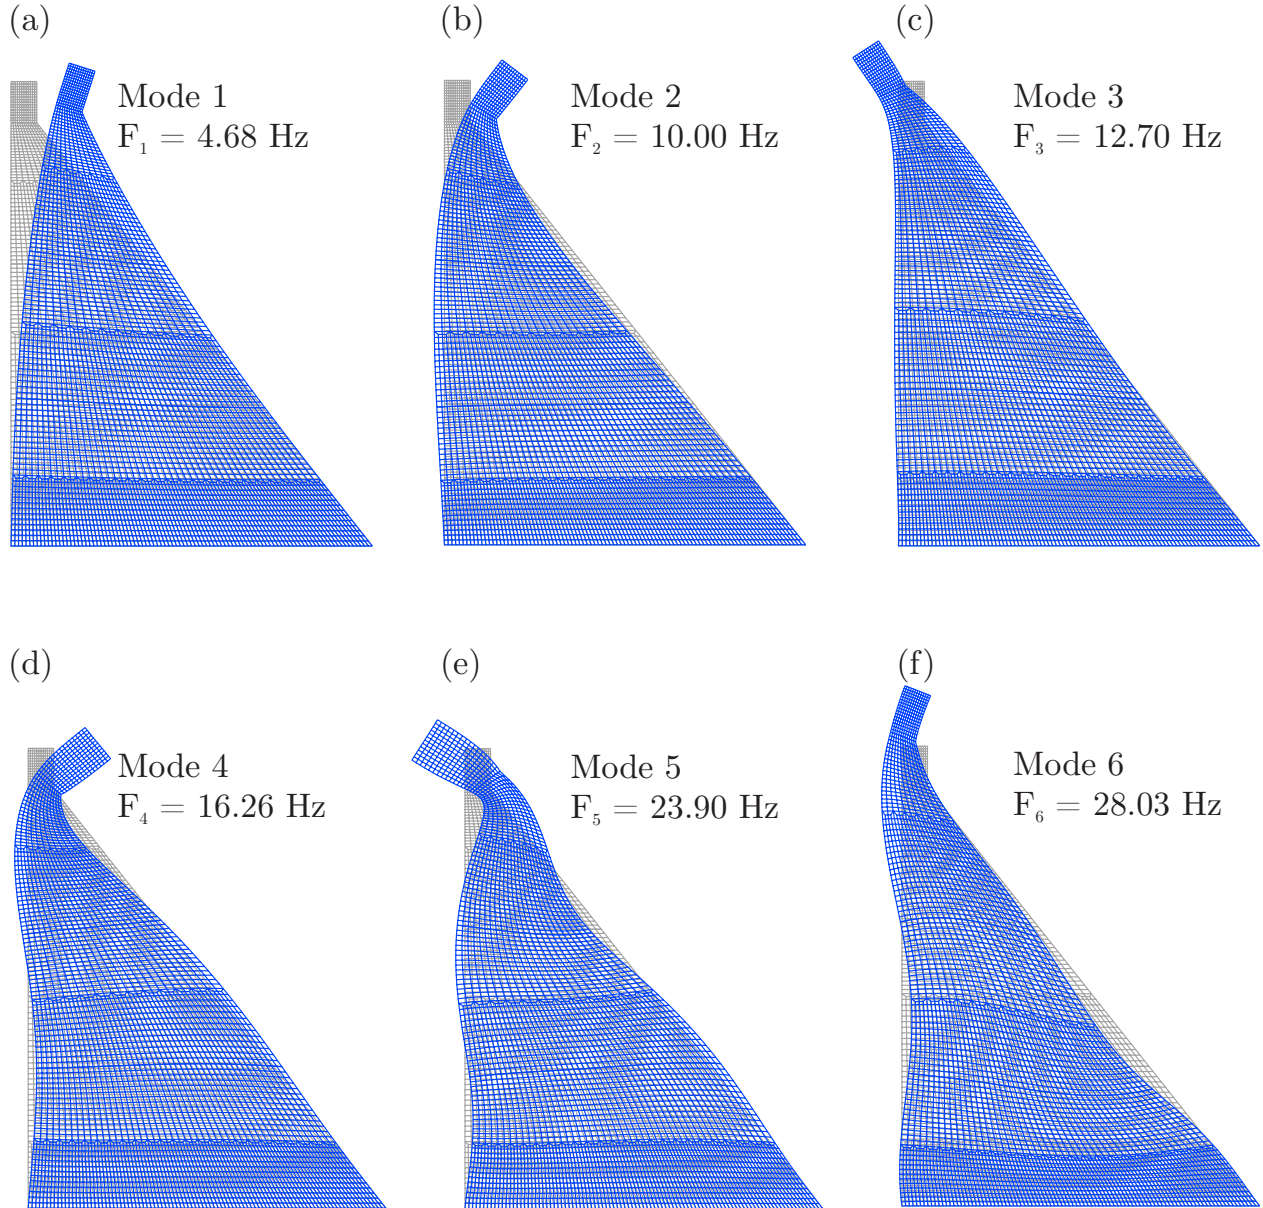 (a)
Mode 1
F₁ = 4.68 Hz
(b)
Mode 2
F₂ = 10.00 Hz
(c)
Mode 3
F₃ = 12.70 Hz
(d)
Mode 4
F₄ = 16.26 Hz
(e)
Mode 5
F₅ = 23.90 Hz
(f)
Mode 6
F₆ = 28.03 Hz